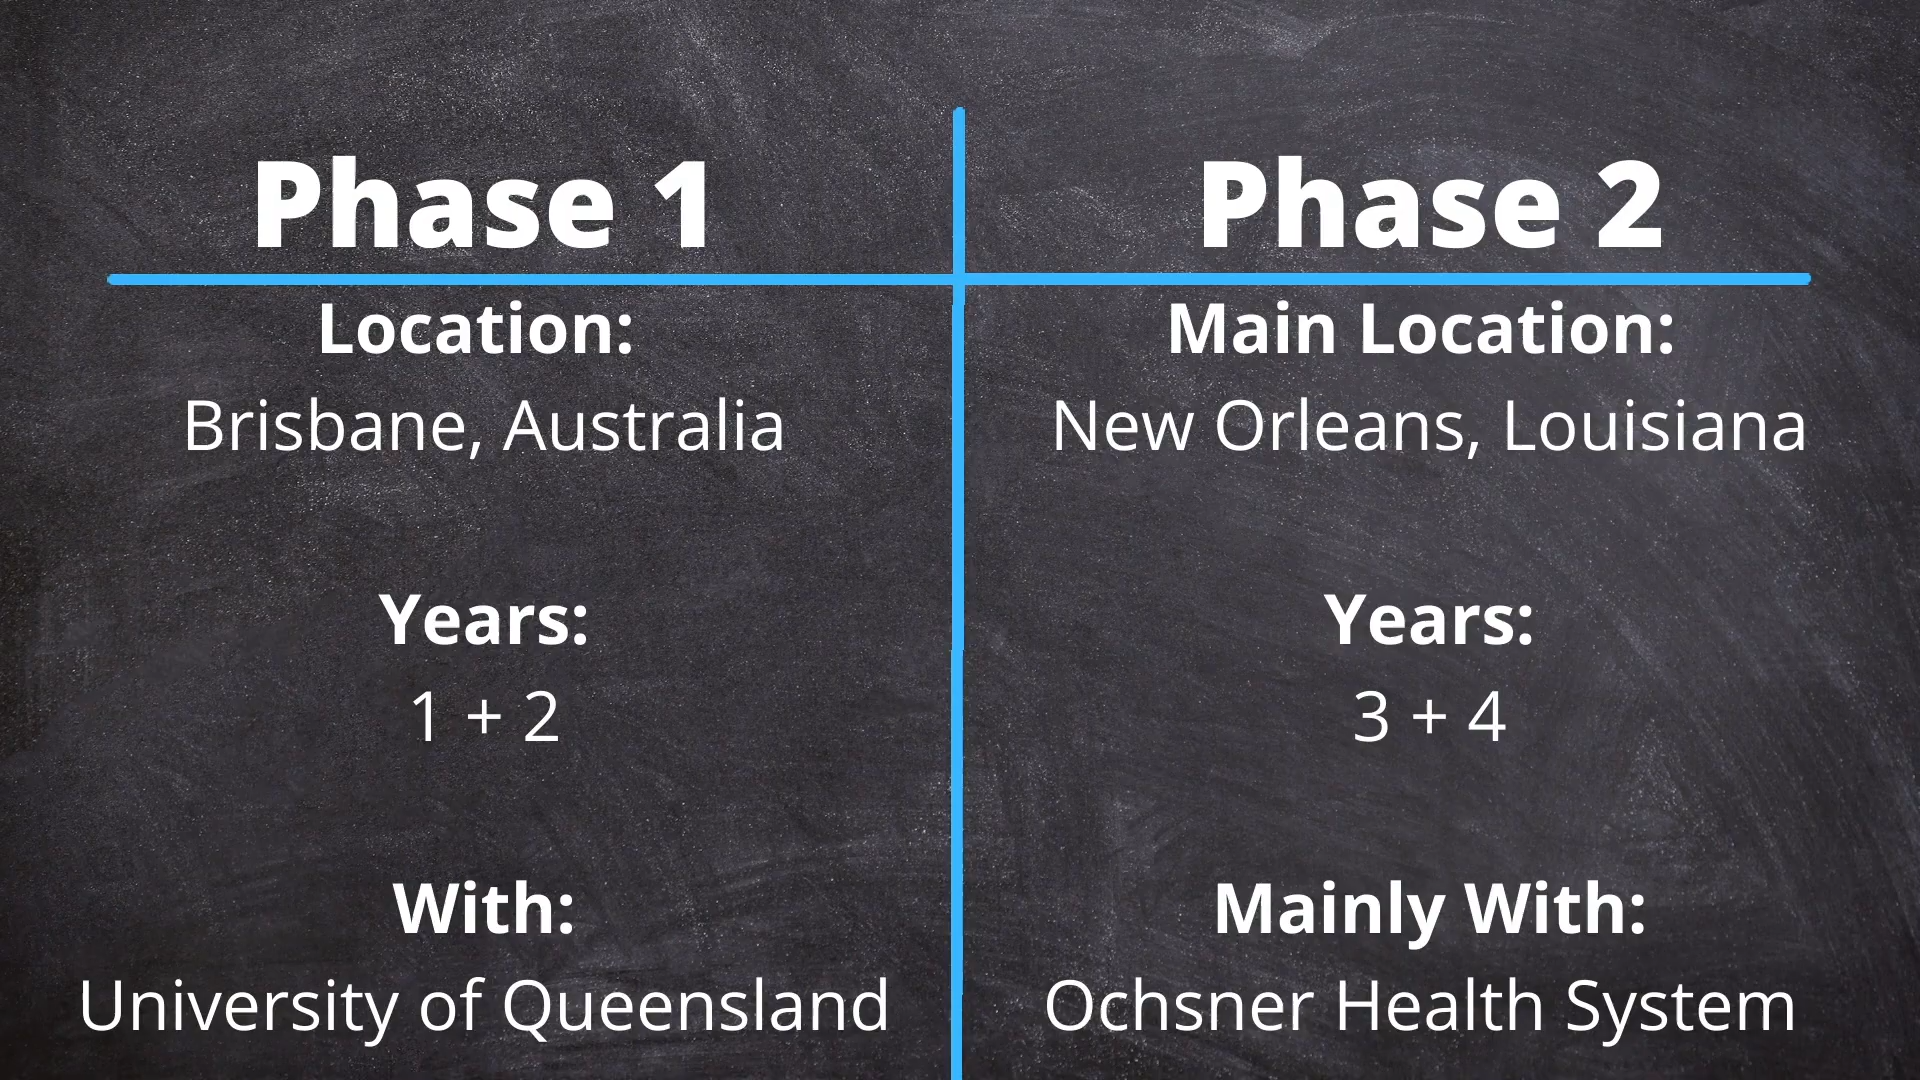 Phase 1
Location:
Brisbane, Australia
Years:
1 + 2
With:
University of Queensland
Phase 2
Main Location:
New Orleans, Louisiana
Years:
3 + 4
Mainly With:
Ochsner Health System